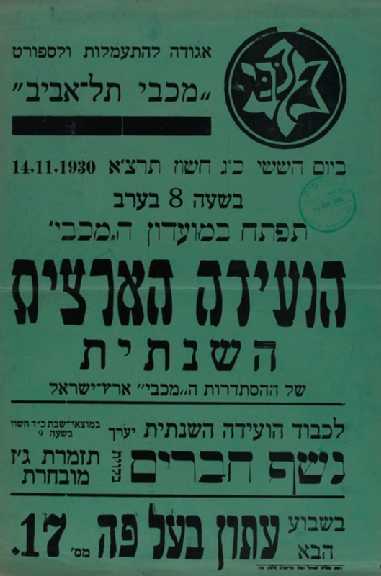 אגודה להתעמלות ולספורט
„מכבי תל־אביב”
ביום הששי כ״ג חשון תרצ״א 14.11.1930
בשעה 8 בערב
תפתח במועדון ה„מכבי”
הועידה הארצית
השנתית
של ההסתדרות ה„מכבי” ארץ־ישראל
לכבוד הועידה השנתית יערך
במוצאי־שבת כ״ד חשון
בשעה 9
נשף חברים
תזמרת ג׳ז
מובחרת
בשבוע הבא
עתון בעל פה
מס׳ 17